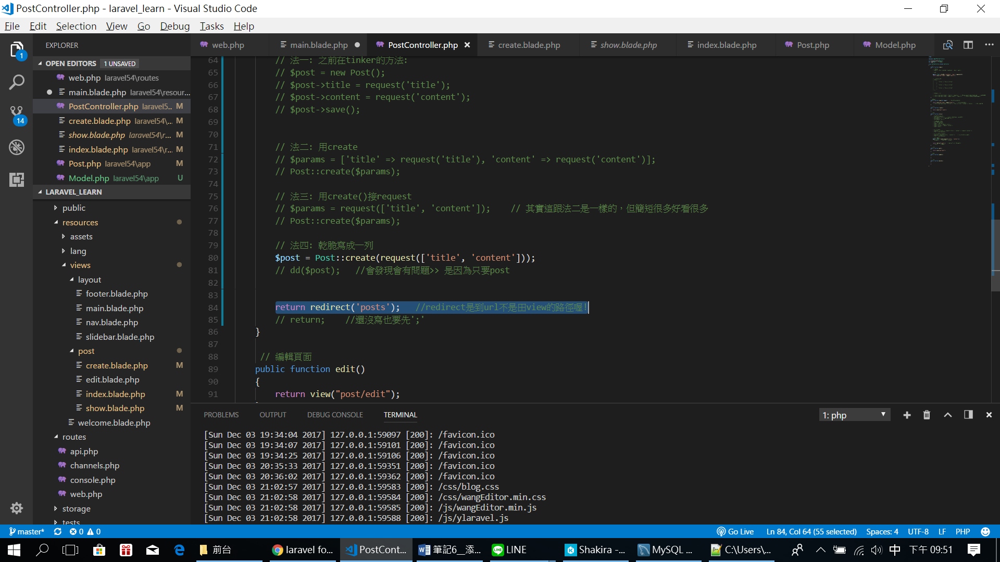 PostController.php - laravel_learn - Visual Studio Code
File Edit Selection View Go Debug Tasks Help
EXPLORER
web.php main.blade.php PostController.php create.blade.php show.blade.php index.blade.php Post.php Model.php
1
OPEN EDITORS 1 UNSAVED
web.php laravel54\routes
main.blade.php laravel54\resour...
PostController.php laravel5... M
create.blade.php laravel54\... M
show.blade.php laravel54\r... M
index.blade.php laravel54\r... M
Post.php laravel54\app M
Model.php laravel54\app U
14
LARAVEL_LEARN
public
resources
assets
lang
views
layout
footer.blade.php
main.blade.php
nav.blade.php
slidebar.blade.php
post
create.blade.php M
edit.blade.php
index.blade.php M
show.blade.php M
welcome.blade.php
routes
api.php
channels.php
console.php
web.php
storage
tests
64 // 法一: 之前在tinker的方法:
65 // $post = new Post();
66 // $post->title = request('title');
67 // $post->content = request('content');
68 // $post->save();
69
70
71 // 法二: 用create
72 // $params = ['title' => request('title'), 'content' => request('content')];
73 // Post::create($params);
74
75 // 法三: 用create()接request
76 // $params = request(['title', 'content']); // 其實這跟法二是一樣的，但簡短很多好看很多
77 // Post::create($params);
78
79 // 法四: 乾脆寫成一列
80 $post = Post::create(request(['title', 'content']));
81 // dd($post); //會發現會有問題>> 是因為只要post
82
83
84 return redirect('posts'); //redirect是到url不是田view的路徑喔!
85 // return; //還沒寫也要先';'
86 }
87
88 // 編輯頁面
89 public function edit()
90 {
91 return view("post/edit");
PROBLEMS OUTPUT DEBUG CONSOLE TERMINAL 1: php
[Sun Dec 03 19:34:04 2017] 127.0.0.1:59097 [200]: /favicon.ico
[Sun Dec 03 19:34:07 2017] 127.0.0.1:59101 [200]: /favicon.ico
[Sun Dec 03 19:34:25 2017] 127.0.0.1:59106 [200]: /favicon.ico
[Sun Dec 03 20:35:33 2017] 127.0.0.1:59351 [200]: /favicon.ico
[Sun Dec 03 20:36:02 2017] 127.0.0.1:59362 [200]: /favicon.ico
[Sun Dec 03 21:02:57 2017] 127.0.0.1:59583 [200]: /css/blog.css
[Sun Dec 03 21:02:58 2017] 127.0.0.1:59584 [200]: /css/wangEditor.min.css
[Sun Dec 03 21:02:58 2017] 127.0.0.1:59585 [200]: /js/wangEditor.min.js
[Sun Dec 03 21:02:58 2017] 127.0.0.1:59588 [200]: /js/ylaravel.js
master* 0 0 Go Live Ln 84, Col 64 (55 selected) Spaces: 4 UTF-8 LF PHP
前台 laravel fo... PostCont... 筆記6__添... LINE Shakira -... MySQL ... C:\Users\... 中 下午 09:51